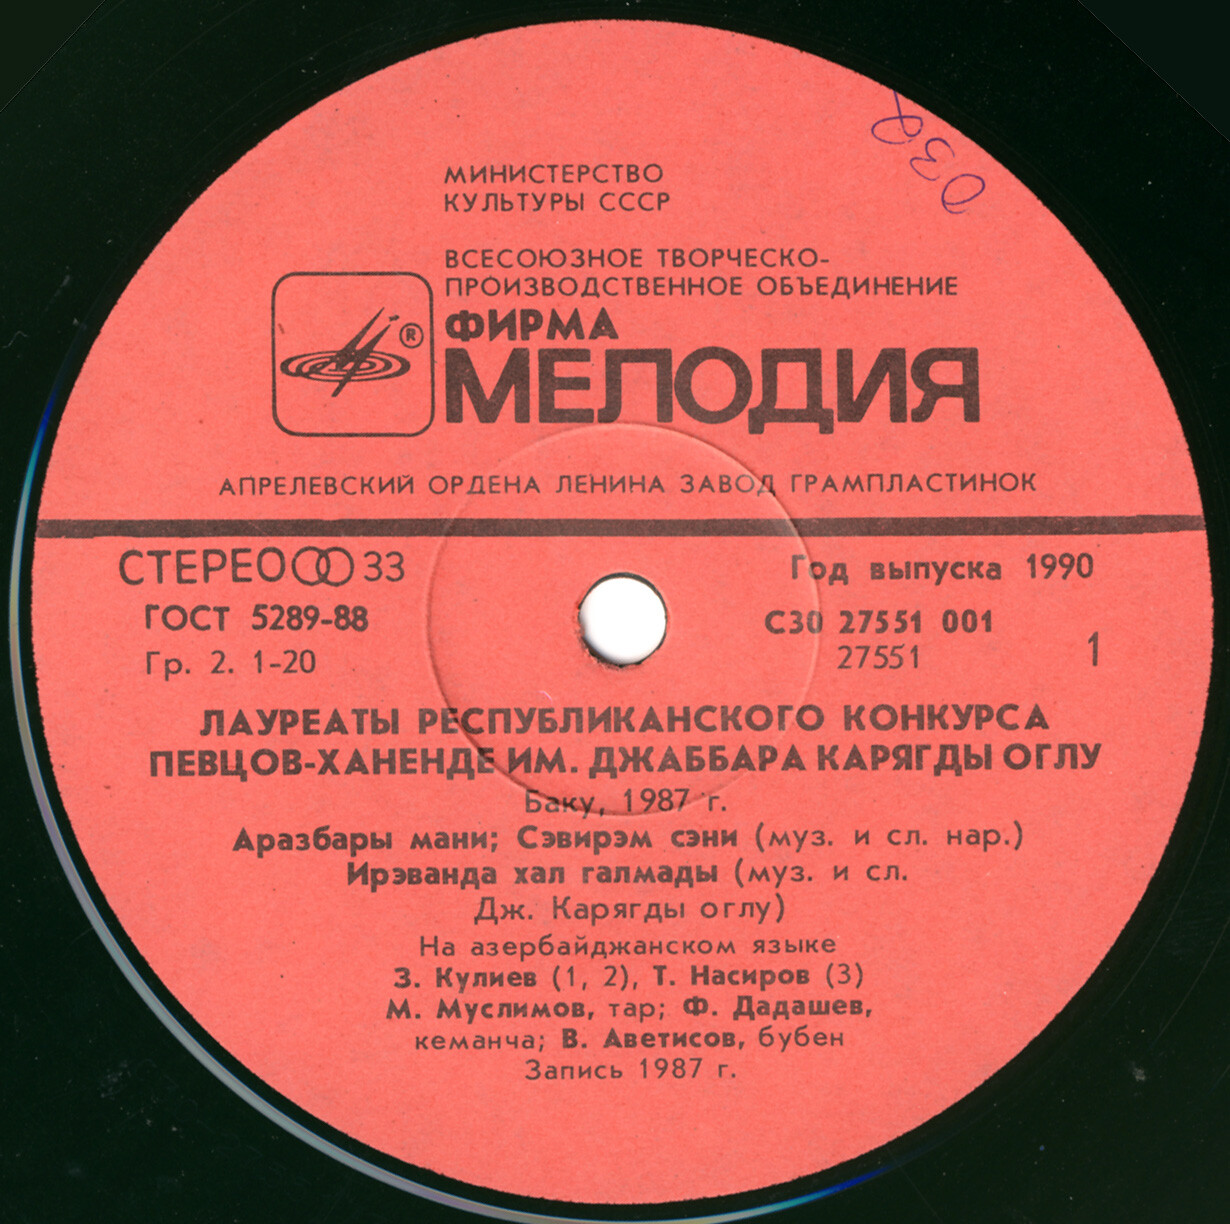 МИНИСТЕРСТВО
КУЛЬТУРЫ СССР
ВСЕСОЮЗНОЕ ТВОРЧЕСКО-
ПРОИЗВОДСТВЕННОЕ ОБЪЕДИНЕНИЕ
ФИРМА
®
МЕЛОДИЯ
АПРЕЛЕВСКИЙ ОРДЕНА ЛЕНИНА ЗАВОД ГРАМПЛАСТИНОК
СТЕРЕО 33
Год выпуска 1990
ГОСТ 5289-88
С30 27551 001
Гр. 2. 1-20
27551
1
ЛАУРЕАТЫ РЕСПУБЛИКАНСКОГО КОНКУРСА
ПЕВЦОВ-ХАНЕНДЕ ИМ. ДЖАББАРА КАРЯГДЫ ОГЛУ
Баку, 1987 г.
Аразбары мани; Сэвирэм сэни (муз. и сл. нар.)
Ирэванда хал галмады (муз. и сл.
Дж. Карягды оглу)
На азербайджанском языке
З. Кулиев (1, 2), Т. Насиров (3)
М. Муслимов, тар; Ф. Дадашев,
кеманча; В. Аветисов, бубен
Запись 1987 г.